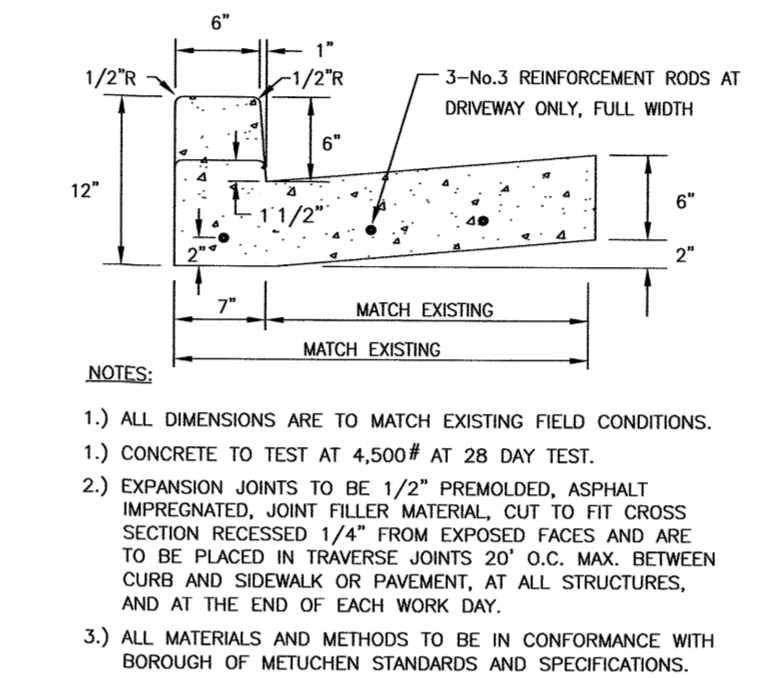 6"
1"
1/2"R
1/2"R
3-No.3 REINFORCEMENT RODS AT
DRIVEWAY ONLY, FULL WIDTH
6"
12"
1 1/2"
6"
2"
2"
7"
MATCH EXISTING
MATCH EXISTING
NOTES:
1.) ALL DIMENSIONS ARE TO MATCH EXISTING FIELD CONDITIONS.
1.) CONCRETE TO TEST AT 4,500# AT 28 DAY TEST.
2.) EXPANSION JOINTS TO BE 1/2" PREMOLDED, ASPHALT
IMPREGNATED, JOINT FILLER MATERIAL, CUT TO FIT CROSS
SECTION RECESSED 1/4" FROM EXPOSED FACES AND ARE
TO BE PLACED IN TRAVERSE JOINTS 20' O.C. MAX. BETWEEN
CURB AND SIDEWALK OR PAVEMENT, AT ALL STRUCTURES,
AND AT THE END OF EACH WORK DAY.
3.) ALL MATERIALS AND METHODS TO BE IN CONFORMANCE WITH
BOROUGH OF METUCHEN STANDARDS AND SPECIFICATIONS.